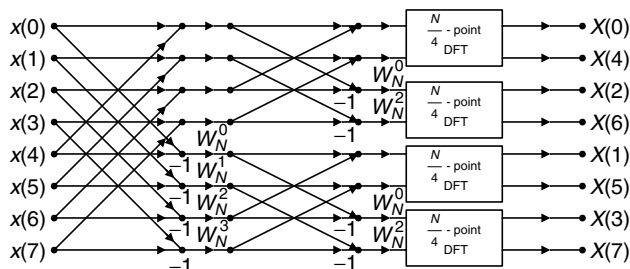 x(0) N/4 - point DFT X(0)
x(1) W_N^0 X(4)
x(2) −1 W_N^2 N/4 - point DFT X(2)
x(3) W_N^0 −1 X(6)
x(4) −1 W_N^1 N/4 - point DFT X(1)
x(5) −1 W_N^2 W_N^0 X(5)
x(6) −1 W_N^3 −1 W_N^2 N/4 - point DFT X(3)
x(7) −1 −1 X(7)